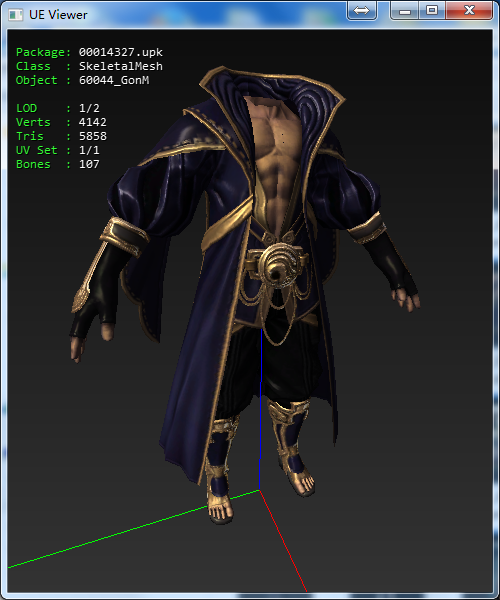 UE Viewer
Package: 00014327.upk
Class : SkeletalMesh
Object : 60044_GonM
LOD : 1/2
Verts : 4142
Tris : 5858
UV Set : 1/1
Bones : 107